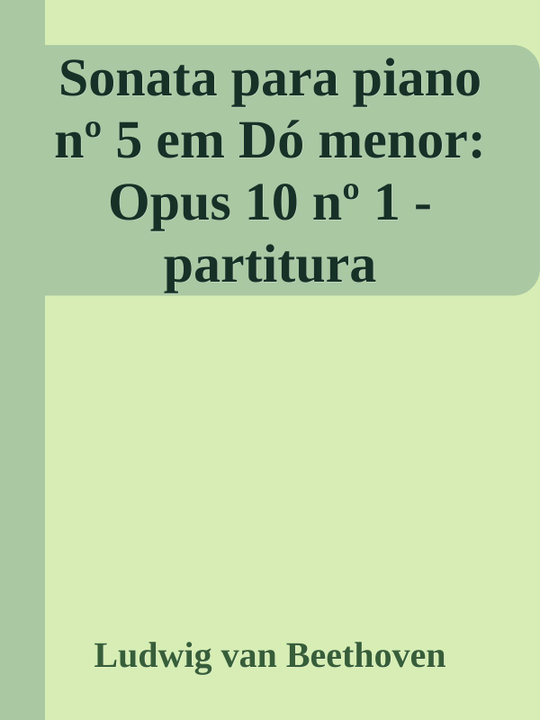 Sonata para piano
nº 5 em Dó menor:
Opus 10 nº 1 -
partitura
Ludwig van Beethoven